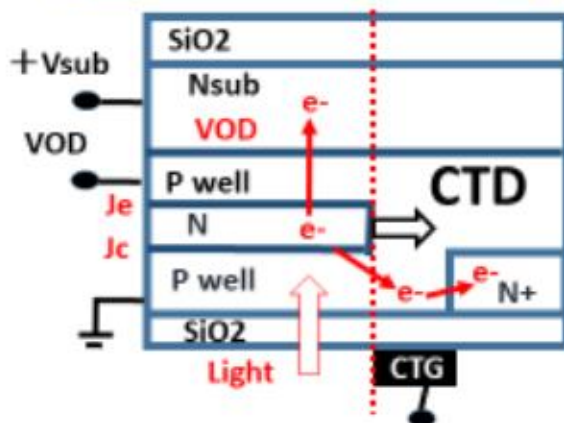 SiO2
+Vsub
Nsub
e-
VOD
VOD
P well
CTD
Je
N
e-
Jc
P well
e-
e-
N+
SiO2
Light
CTG